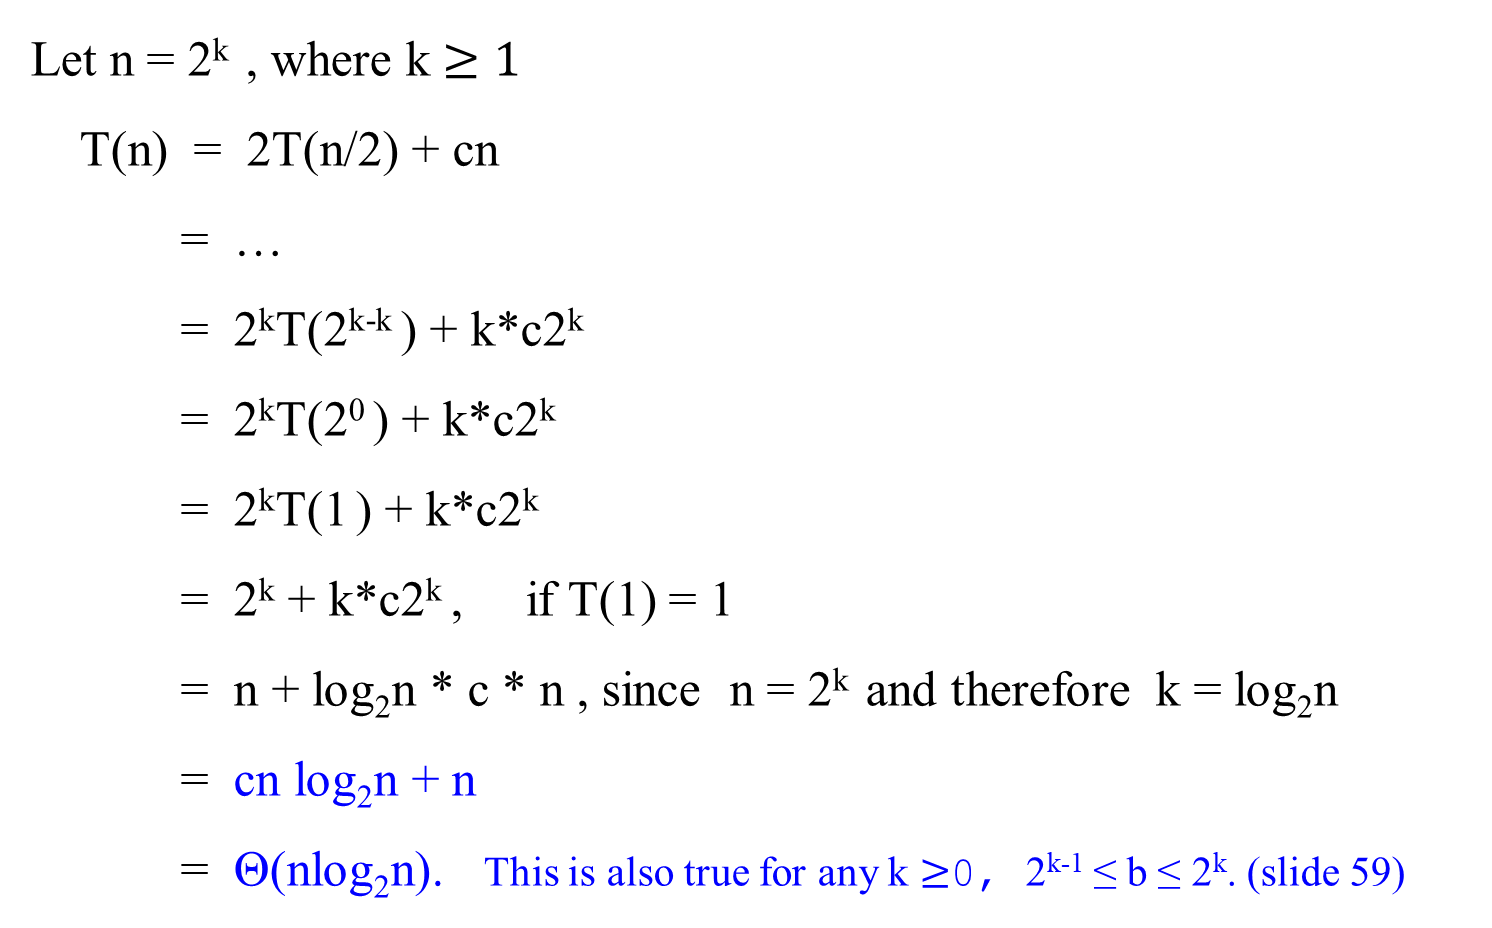 Let n = 2ᵏ , where k ≥ 1
T(n) = 2T(n/2) + cn
= …
= 2ᵏT(2ᵏ⁻ᵏ ) + k*c2ᵏ
= 2ᵏT(2⁰ ) + k*c2ᵏ
= 2ᵏT(1 ) + k*c2ᵏ
= 2ᵏ + k*c2ᵏ , if T(1) = 1
= n + log₂n * c * n , since n = 2ᵏ and therefore k = log₂n
= cn log₂n + n
= Θ(nlog₂n). This is also true for any k ≥0, 2ᵏ⁻¹ ≤ b ≤ 2ᵏ. (slide 59)